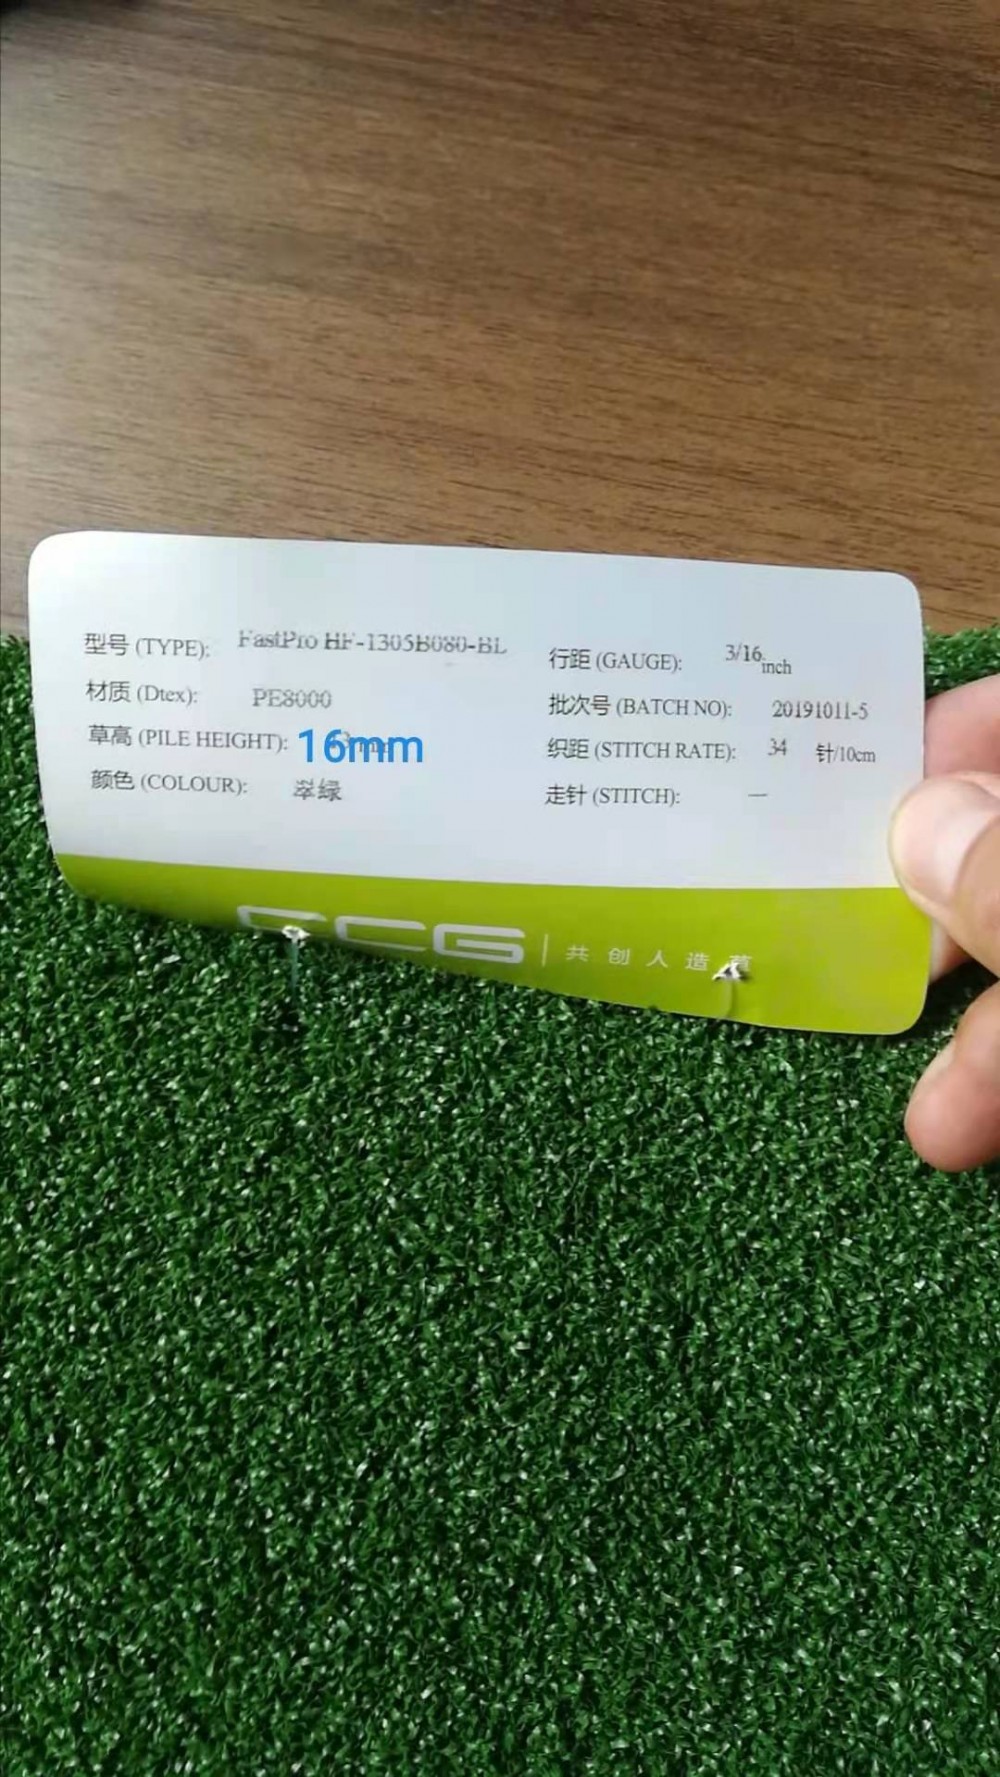 型号 (TYPE): FastPro HF-1305B080-BL
材质 (Dtex): PE8000
草高 (PILE HEIGHT): 16mm
颜色 (COLOUR): 翠绿
行距 (GAUGE): 3/16 inch
批次号 (BATCH NO): 20191011-5
织距 (STITCH RATE): 34 针/10cm
走针 (STITCH): 一
CCG | 共创人造草